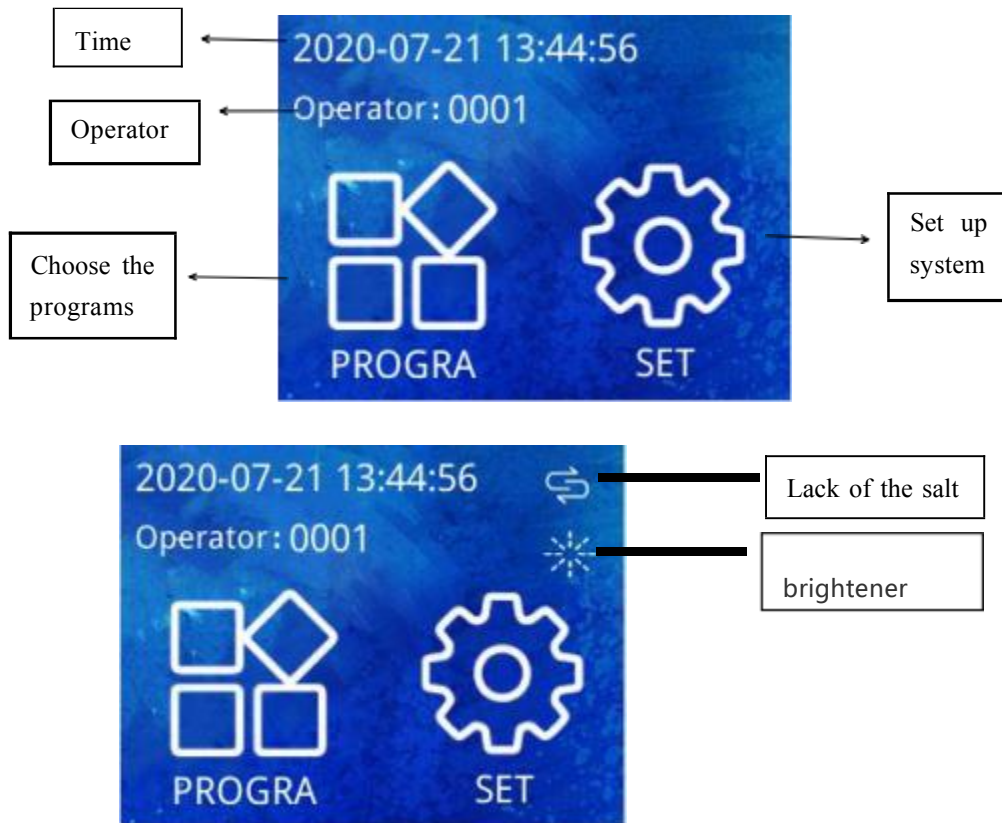 Time
2020-07-21 13:44:56
Operator
Operator: 0001
Choose the
programs
Set up
system
PROGRA
SET
2020-07-21 13:44:56
Lack of the salt
Operator: 0001
brightener
PROGRA
SET